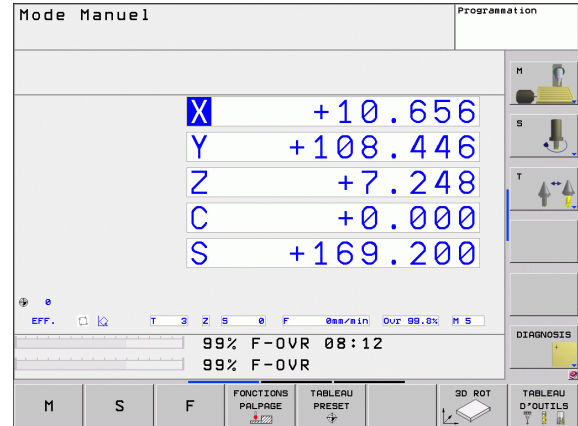 Mode Manuel
Programmation
M
X +10.656
S
Y +108.446
Z +7.248
T
C +0.000
S +169.200
0
EFF. T 3 Z S 0 F 0mm/min Ovr 99.8% M 5
DIAGNOSIS
99% F-OVR 08:12
99% F-OVR
M S F FONCTIONS PALPAGE TABLEAU PRESET 3D ROT TABLEAU D'OUTILS